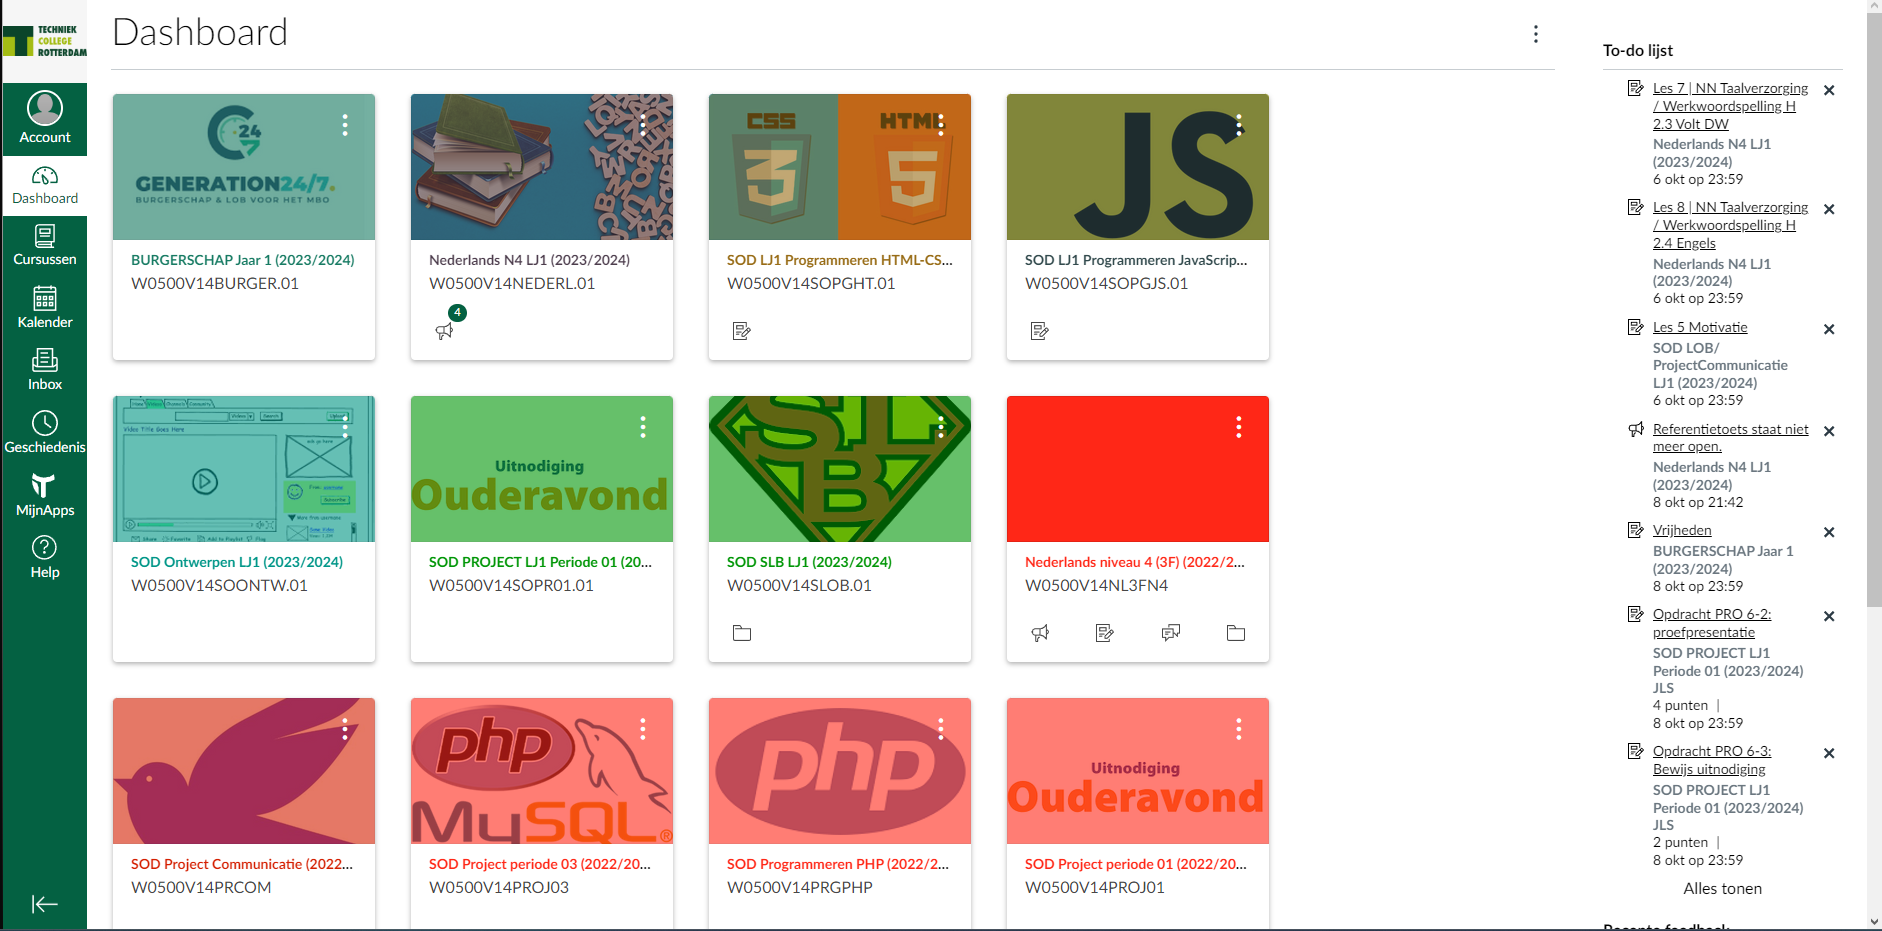 TECHNIEK
COLLEGE
ROTTERDAM
Account
Dashboard
Cursussen
Kalender
Inbox
Geschiedenis
MijnApps
Help
Dashboard
24
7
GENERATION24/7.
BURGERSCHAP & LOB VOOR HET MBO
BURGERSCHAP Jaar 1 (2023/2024)
W0500V14BURGER.01
Nederlands N4 LJ1 (2023/2024)
W0500V14NEDERL.01
4
CSS
3
HTML
5
SOD LJ1 Programmeren HTML-CS...
W0500V14SOPGHT.01
JS
SOD LJ1 Programmeren JavaScrip...
W0500V14SOPGJS.01
Video Title Goes Here
SOD Ontwerpen LJ1 (2023/2024)
W0500V14SOONTW.01
Uitnodiging
Ouderavond
SOD PROJECT LJ1 Periode 01 (20...
W0500V14SOPR01.01
SL
B
SOD SLB LJ1 (2023/2024)
W0500V14SLOB.01
Nederlands niveau 4 (3F) (2022/2...
W0500V14NL3FN4
SOD Project Communicatie (2022...
W0500V14PRCOM
php
MySQL®
SOD Project periode 03 (2022/20...
W0500V14PROJ03
php
SOD Programmeren PHP (2022/2...
W0500V14PRGPHP
Uitnodiging
Ouderavond
SOD Project periode 01 (2022/20...
W0500V14PROJ01
To-do lijst
Les 7 | NN Taalverzorging
/ Werkwoordspelling H
2.3 Volt DW
Nederlands N4 LJ1
(2023/2024)
6 okt op 23:59
Les 8 | NN Taalverzorging
/ Werkwoordspelling H
2.4 Engels
Nederlands N4 LJ1
(2023/2024)
6 okt op 23:59
Les 5 Motivatie
SOD LOB/
ProjectCommunicatie
LJ1 (2023/2024)
6 okt op 23:59
Referentietoets staat niet
meer open.
Nederlands N4 LJ1
(2023/2024)
8 okt op 21:42
Vrijheden
BURGERSCHAP Jaar 1
(2023/2024)
8 okt op 23:59
Opdracht PRO 6-2:
proefpresentatie
SOD PROJECT LJ1
Periode 01 (2023/2024)
JLS
4 punten |
8 okt op 23:59
Opdracht PRO 6-3:
Bewijs uitnodiging
SOD PROJECT LJ1
Periode 01 (2023/2024)
JLS
2 punten |
8 okt op 23:59
Alles tonen
Recente feedback